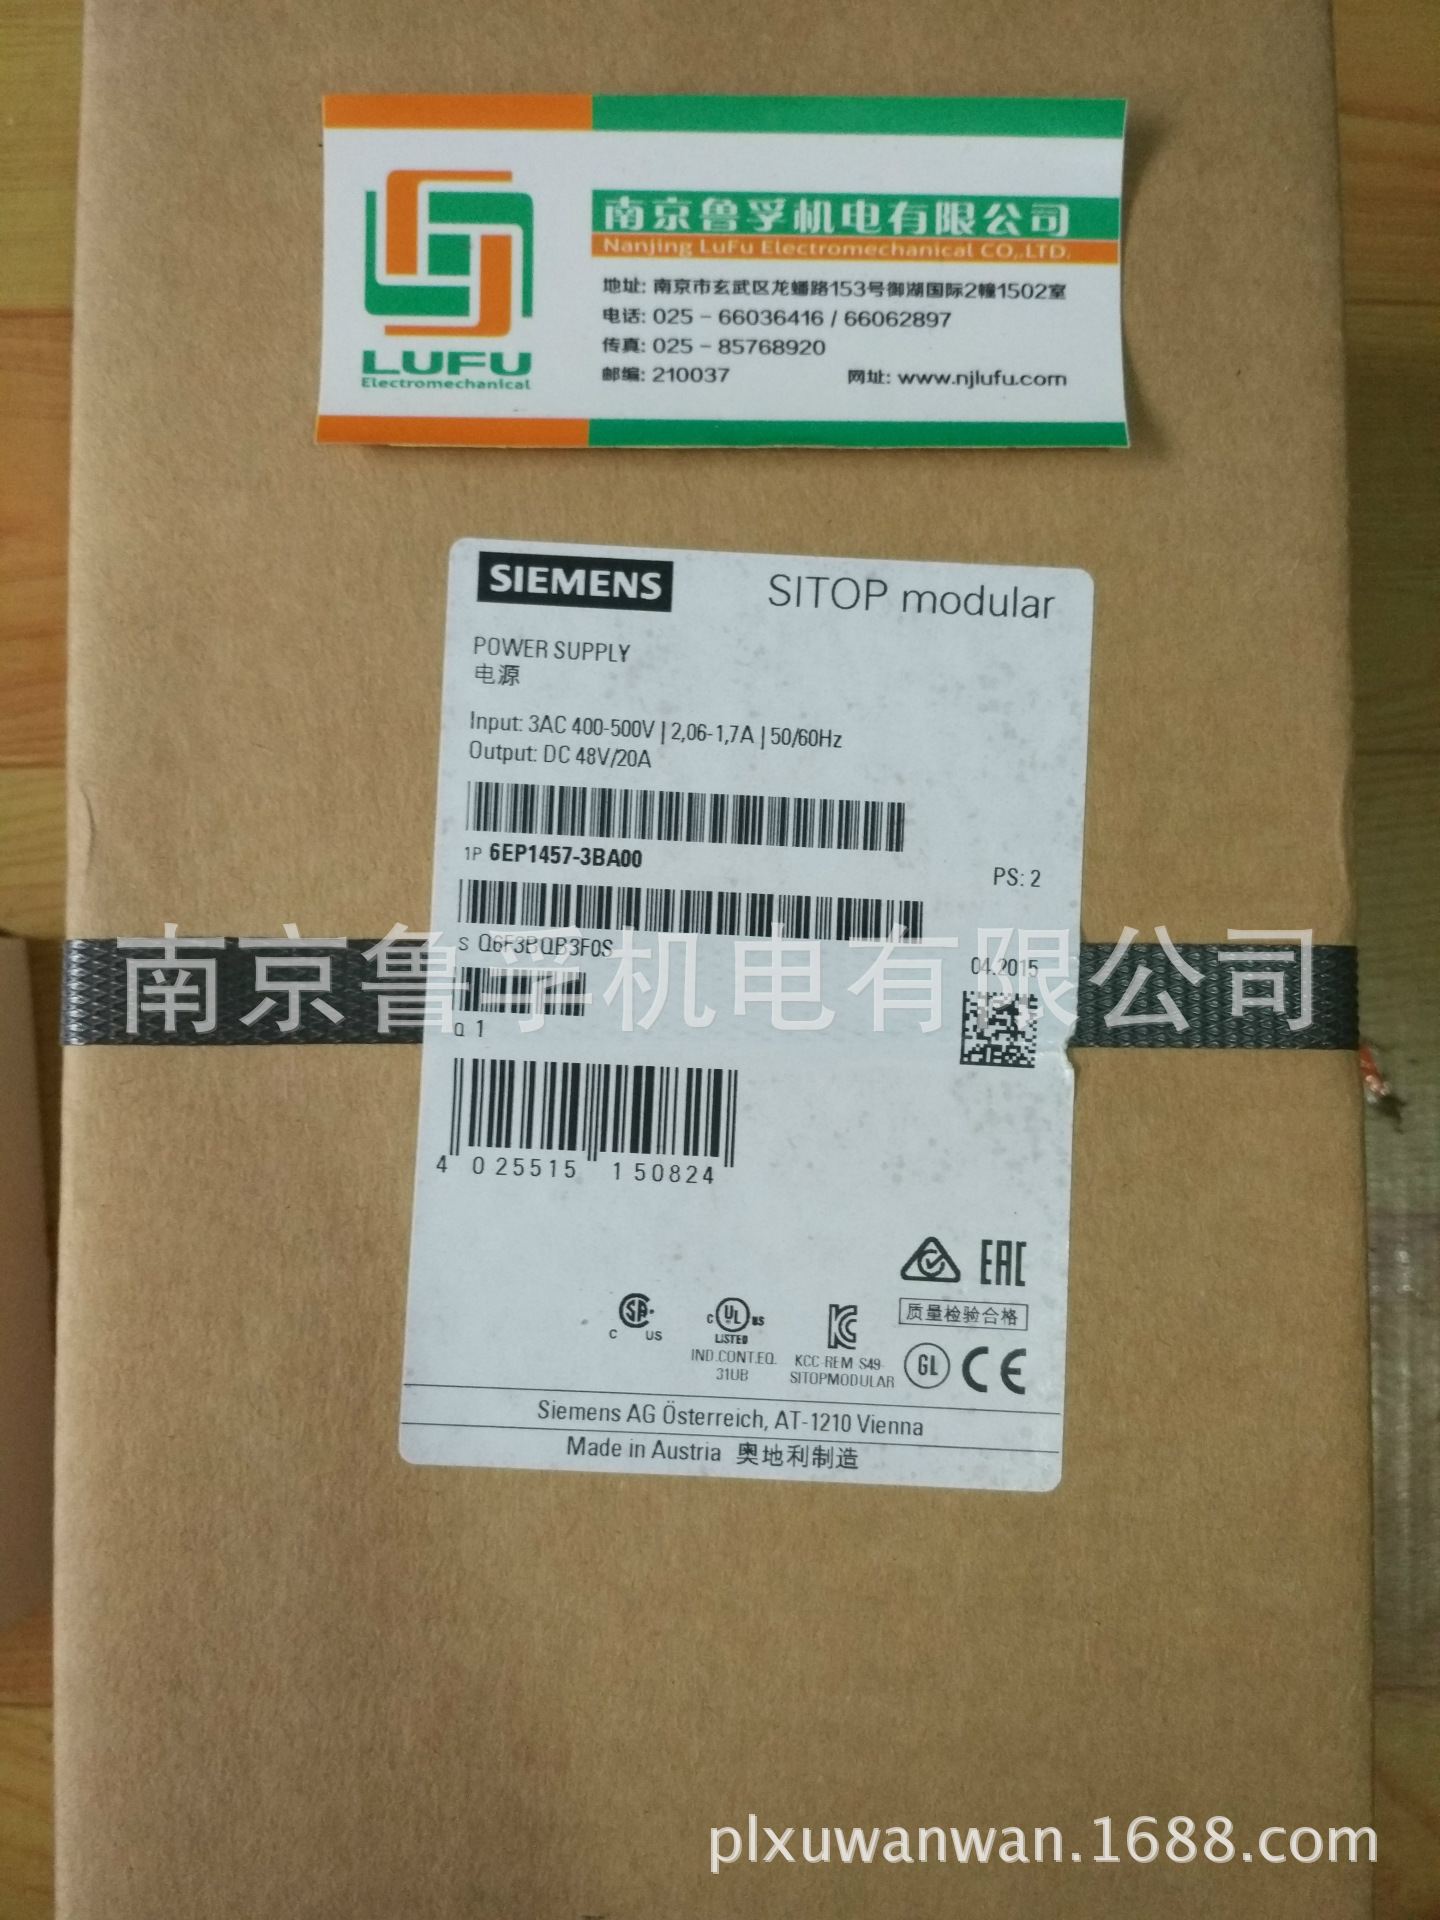 南京鲁孚机电有限公司
Nanjing LuFu Electromechanical CO,.LTD.
地址: 南京市玄武区龙蟠路153号御湖国际2幢1502室
电话: 025 - 66036416 / 66062897
传真: 025 - 85768920
邮编: 210037 网址: www.njlufu.com
LUFU
Electromechanical
SIEMENS SITOP modular
POWER SUPPLY
电源
Input: 3AC 400-500V | 2,06-1,7A | 50/60Hz
Output: DC 48V/20A
1P 6EP1457-3BA00
PS: 2
S Q6F3BQB3F0S
04.2015
南京鲁孚机电有限公司
Q 1
4 025515 150824
EAC
质量检验合格
SA
C US
C UL US
LISTED
IND.CONT.EQ.
31UB
KC
KCC-REM-S49-
SITOPMODULAR
GL CE
Siemens AG Österreich, AT-1210 Vienna
Made in Austria 奥地利制造
plxuwanwan.1688.com